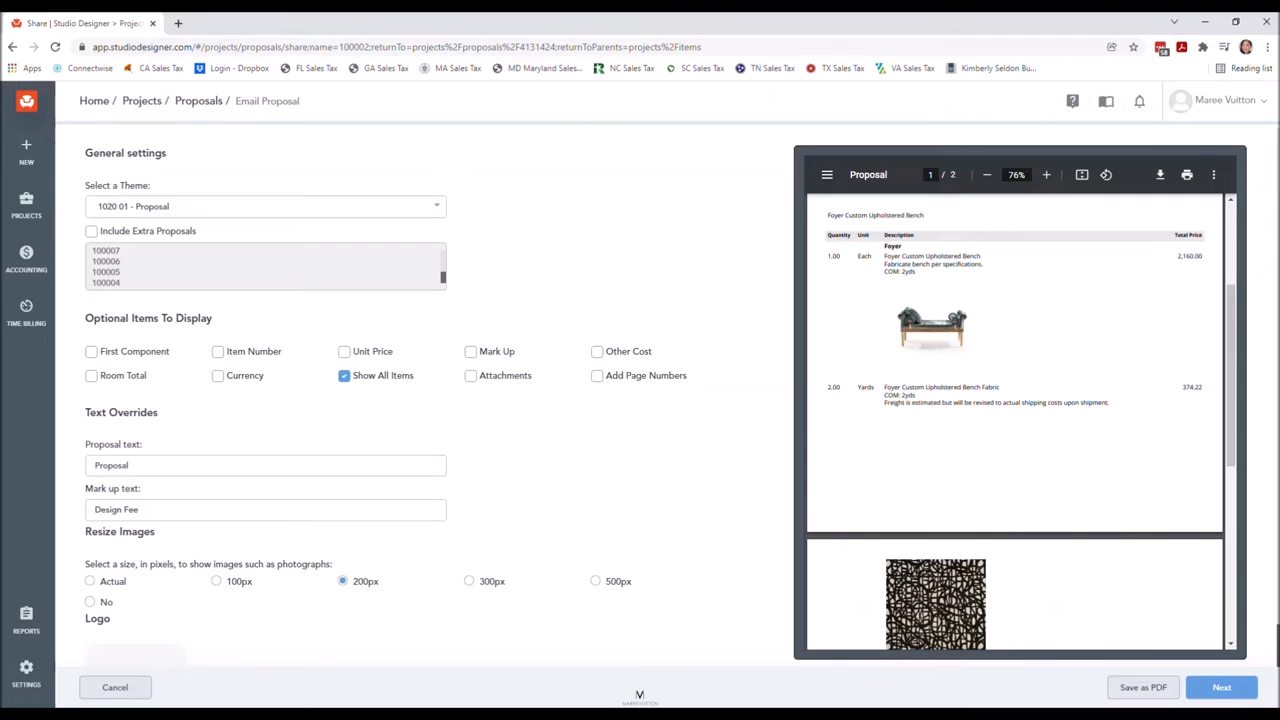 Share | Studio Designer > Projec
app.studiodesigner.com/#/projects/proposals/share;name=100002;returnTo=projects%2Fproposals%2F4131424;returnToParents=projects%2Fitems
58
Apps Connectwise CA Sales Tax Login - Dropbox FL Sales Tax GA Sales Tax MA Sales Tax MD Maryland Sales... NC Sales Tax SC Sales Tax TN Sales Tax TX Sales Tax VA Sales Tax Kimberly Seldon Bu... Reading list
Home / Projects / Proposals / Email Proposal
Maree Vuitton
NEW
PROJECTS
ACCOUNTING
TIME BILLING
REPORTS
SETTINGS
General settings
Select a Theme:
1020 01 - Proposal
Include Extra Proposals
100007
100006
100005
100004
Optional Items To Display
First Component Item Number Unit Price Mark Up Other Cost
Room Total Currency Show All Items Attachments Add Page Numbers
Text Overrides
Proposal text:
Proposal
Mark up text:
Design Fee
Resize Images
Select a size, in pixels, to show images such as photographs:
Actual 100px 200px 300px 500px
No
Logo
Proposal 1 / 2 76%
Foyer Custom Upholstered Bench
Quantity Unit Description Total Price
Foyer
1.00 Each Foyer Custom Upholstered Bench 2,160.00
Fabricate bench per specifications.
COM: 2yds
2.00 Yards Foyer Custom Upholstered Bench Fabric 374.22
COM: 2yds
Freight is estimated but will be revised to actual shipping costs upon shipment.
Cancel
M
MAREEVUITTON
Save as PDF
Next